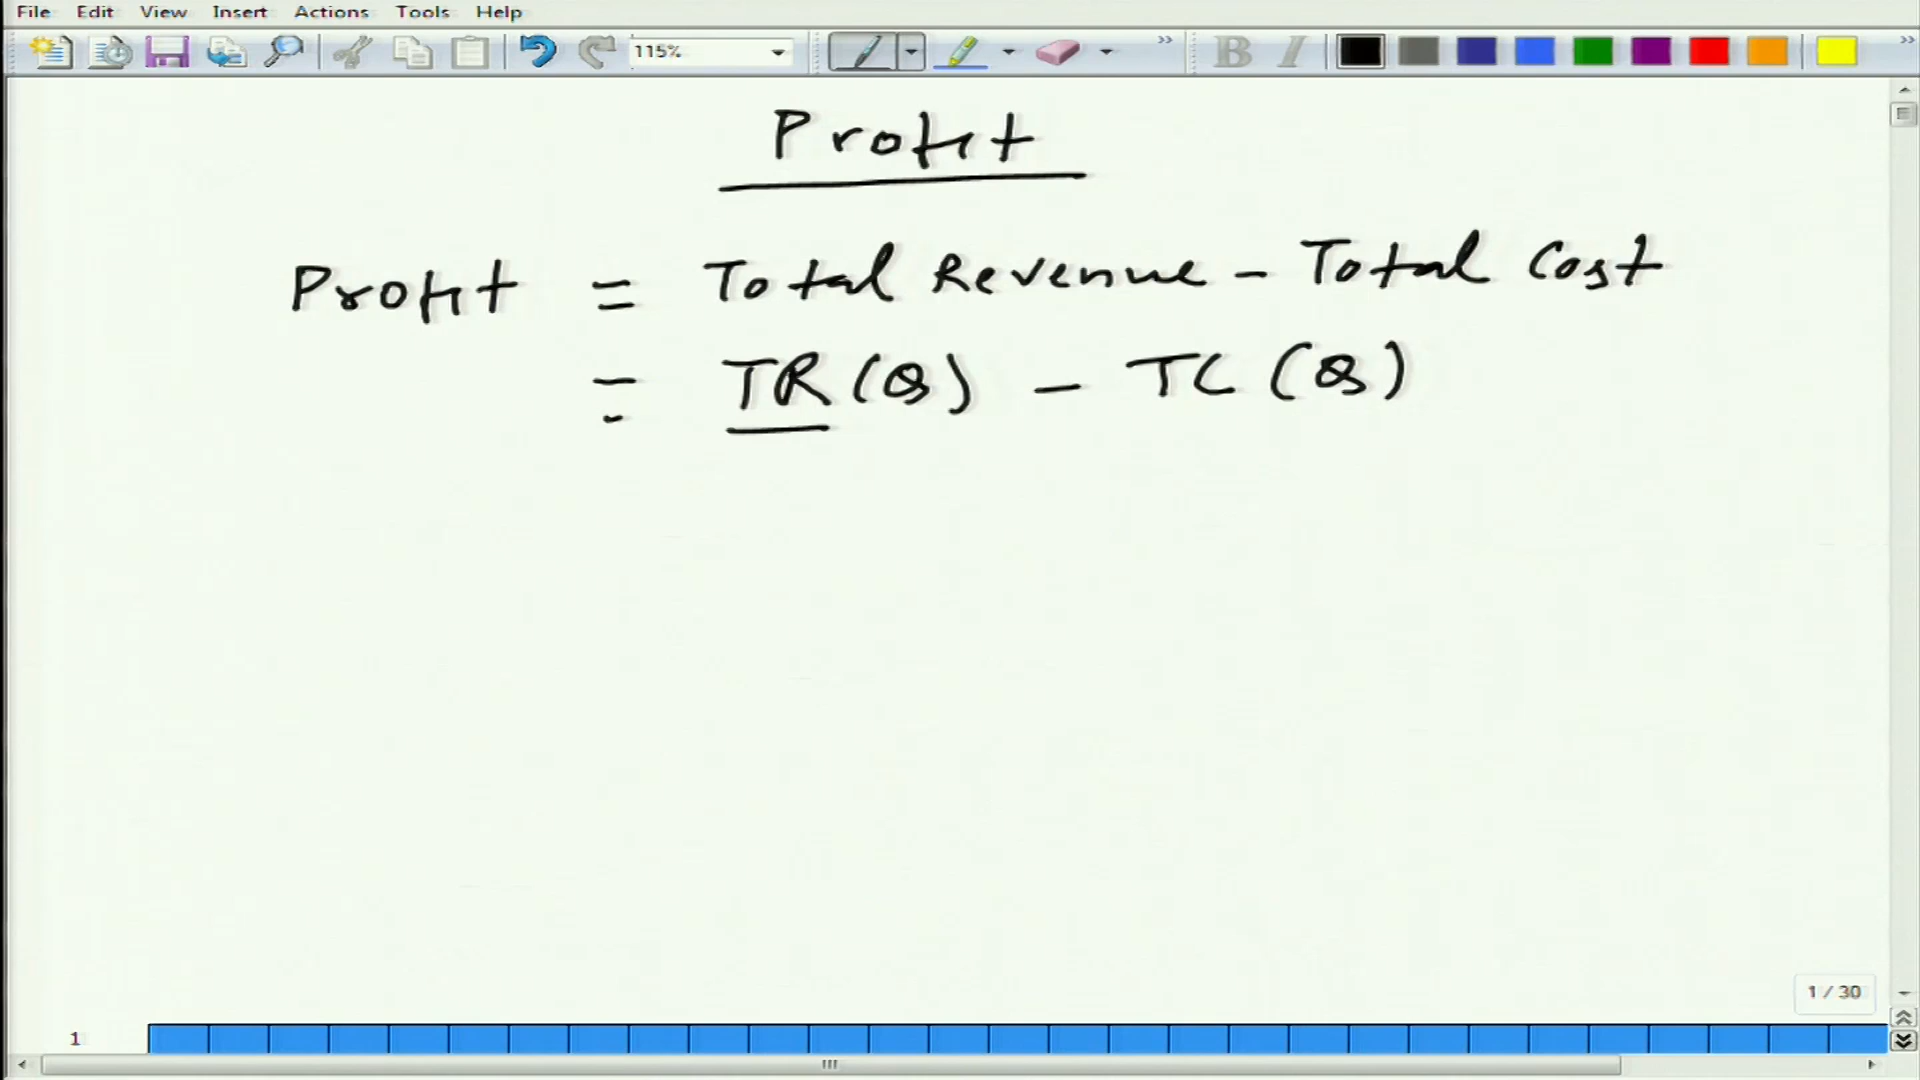 File Edit View Insert Actions Tools Help
115% B I
Profit
Profit = Total Revenue - Total Cost
= TR (Q) - TC (Q)
1 / 30
1